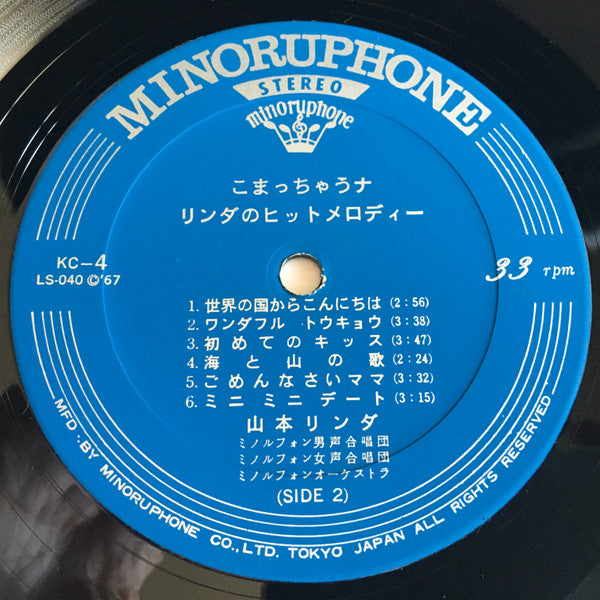 MINORUPHONE
STEREO
minoruphone
こまっちゃうナ
リンダのヒットメロディー
KC-4
LS-040 ©'67
33 rpm
1. 世界の国からこんにちは (2:56)
2. ワンダフル トウキョウ (3:38)
3. 初めてのキッス (3:47)
4. 海と山の歌 (2:24)
5. ごめんなさいママ (3:32)
6. ミニ ミニ デート (3:15)
山本リンダ
ミノルフォン男声合唱団
ミノルフォン女声合唱団
ミノルフォンオーケストラ
(SIDE 2)
MFD. BY MINORUPHONE CO., LTD. TOKYO JAPAN ALL RIGHTS RESERVED